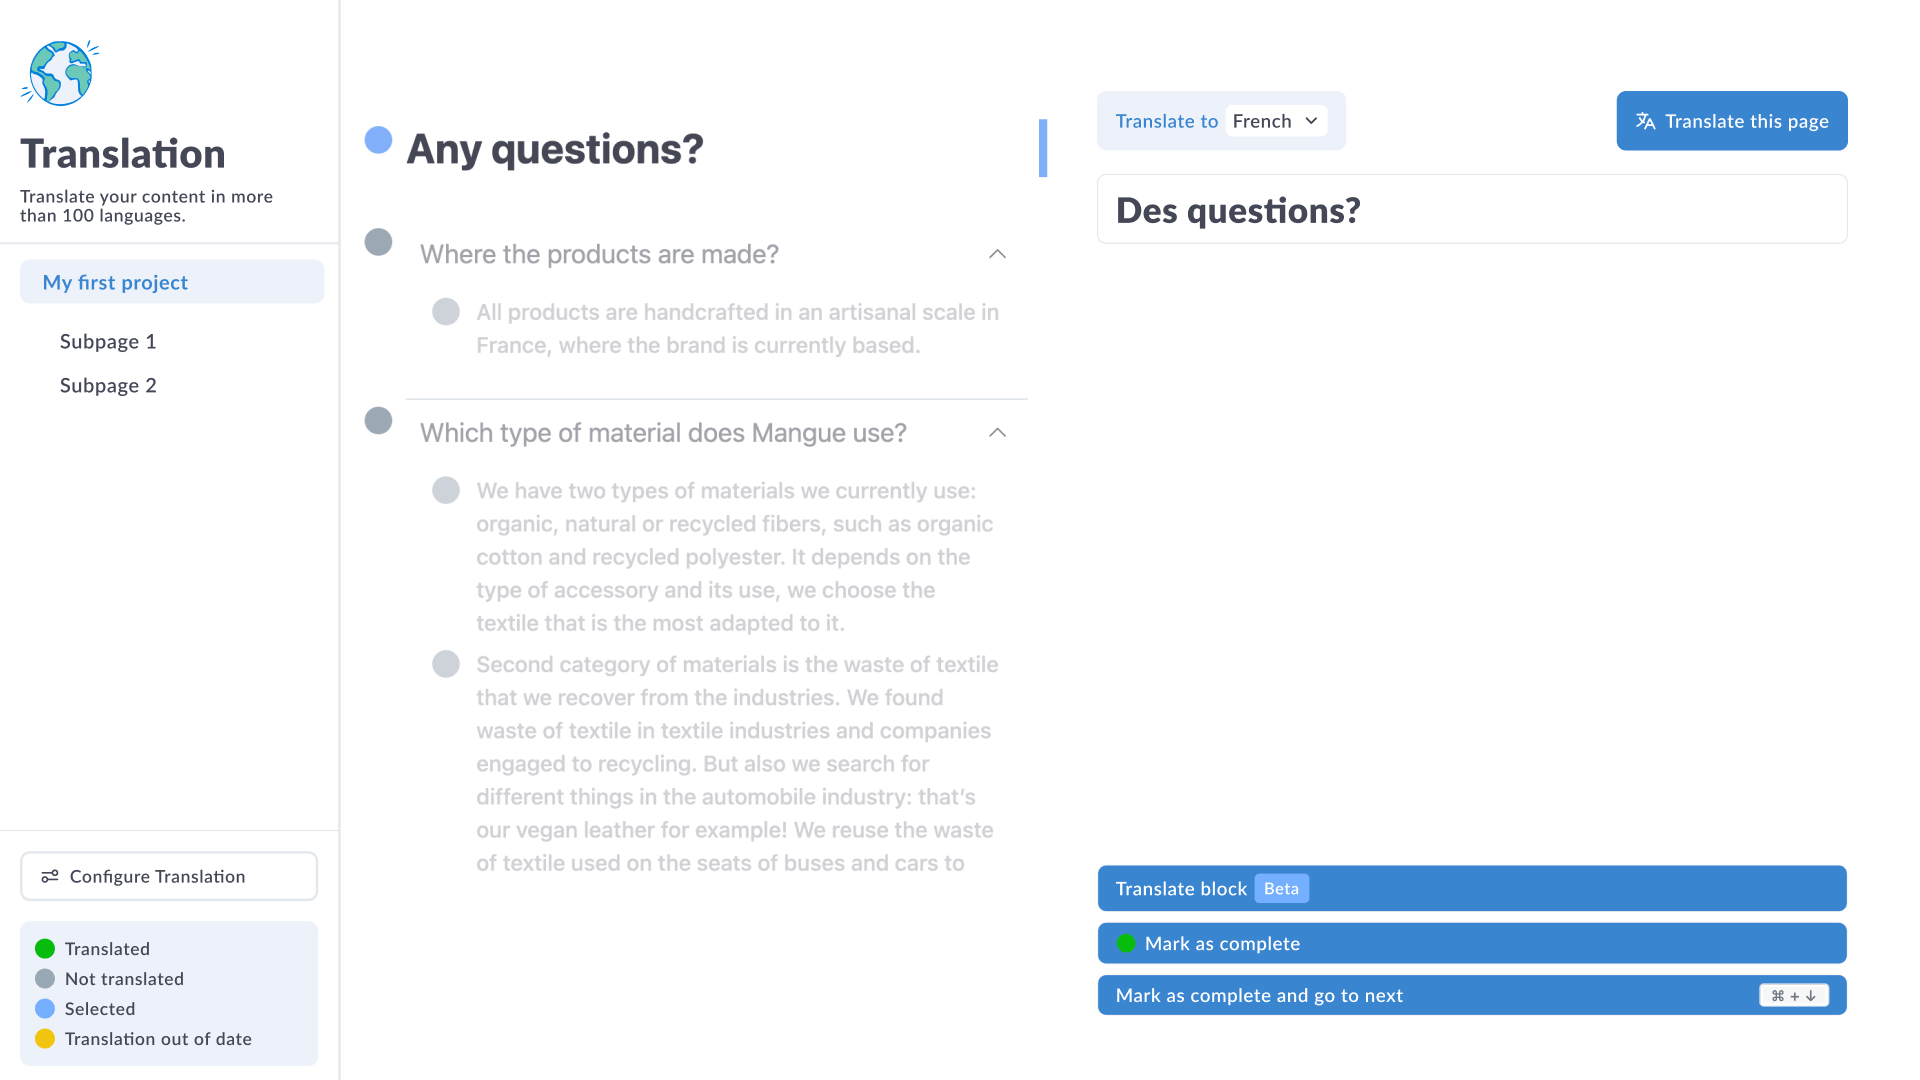 Translation
Translate your content in more
than 100 languages.
My first project
Subpage 1
Subpage 2
Configure Translation
Translated
Not translated
Selected
Translation out of date
Any questions?
Where the products are made?
All products are handcrafted in an artisanal scale in
France, where the brand is currently based.
Which type of material does Mangue use?
We have two types of materials we currently use:
organic, natural or recycled fibers, such as organic
cotton and recycled polyester. It depends on the
type of accessory and its use, we choose the
textile that is the most adapted to it.
Second category of materials is the waste of textile
that we recover from the industries. We found
waste of textile in textile industries and companies
engaged to recycling. But also we search for
different things in the automobile industry: that’s
our vegan leather for example! We reuse the waste
of textile used on the seats of buses and cars to
Translate to French
Translate this page
Des questions?
Translate block Beta
Mark as complete
Mark as complete and go to next ⌘ + ↓